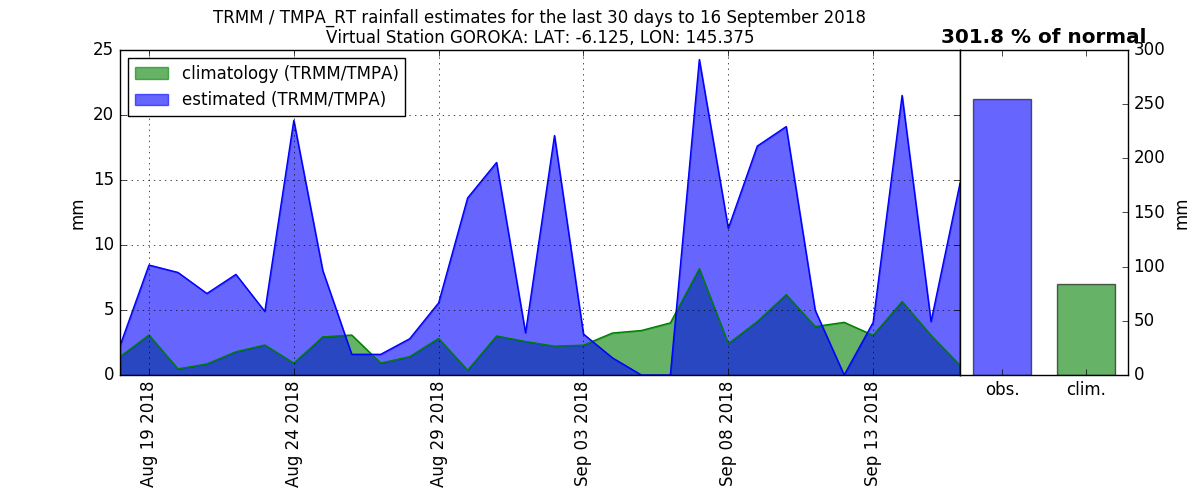 TRMM / TMPA_RT rainfall estimates for the last 30 days to 16 September 2018
Virtual Station GOROKA: LAT: -6.125, LON: 145.375
301.8 % of normal
climatology (TRMM/TMPA)
estimated (TRMM/TMPA)
25
20
15
10
5
0
mm
Aug 19 2018
Aug 24 2018
Aug 29 2018
Sep 03 2018
Sep 08 2018
Sep 13 2018
obs.
clim.
300
250
200
150
100
50
0
mm